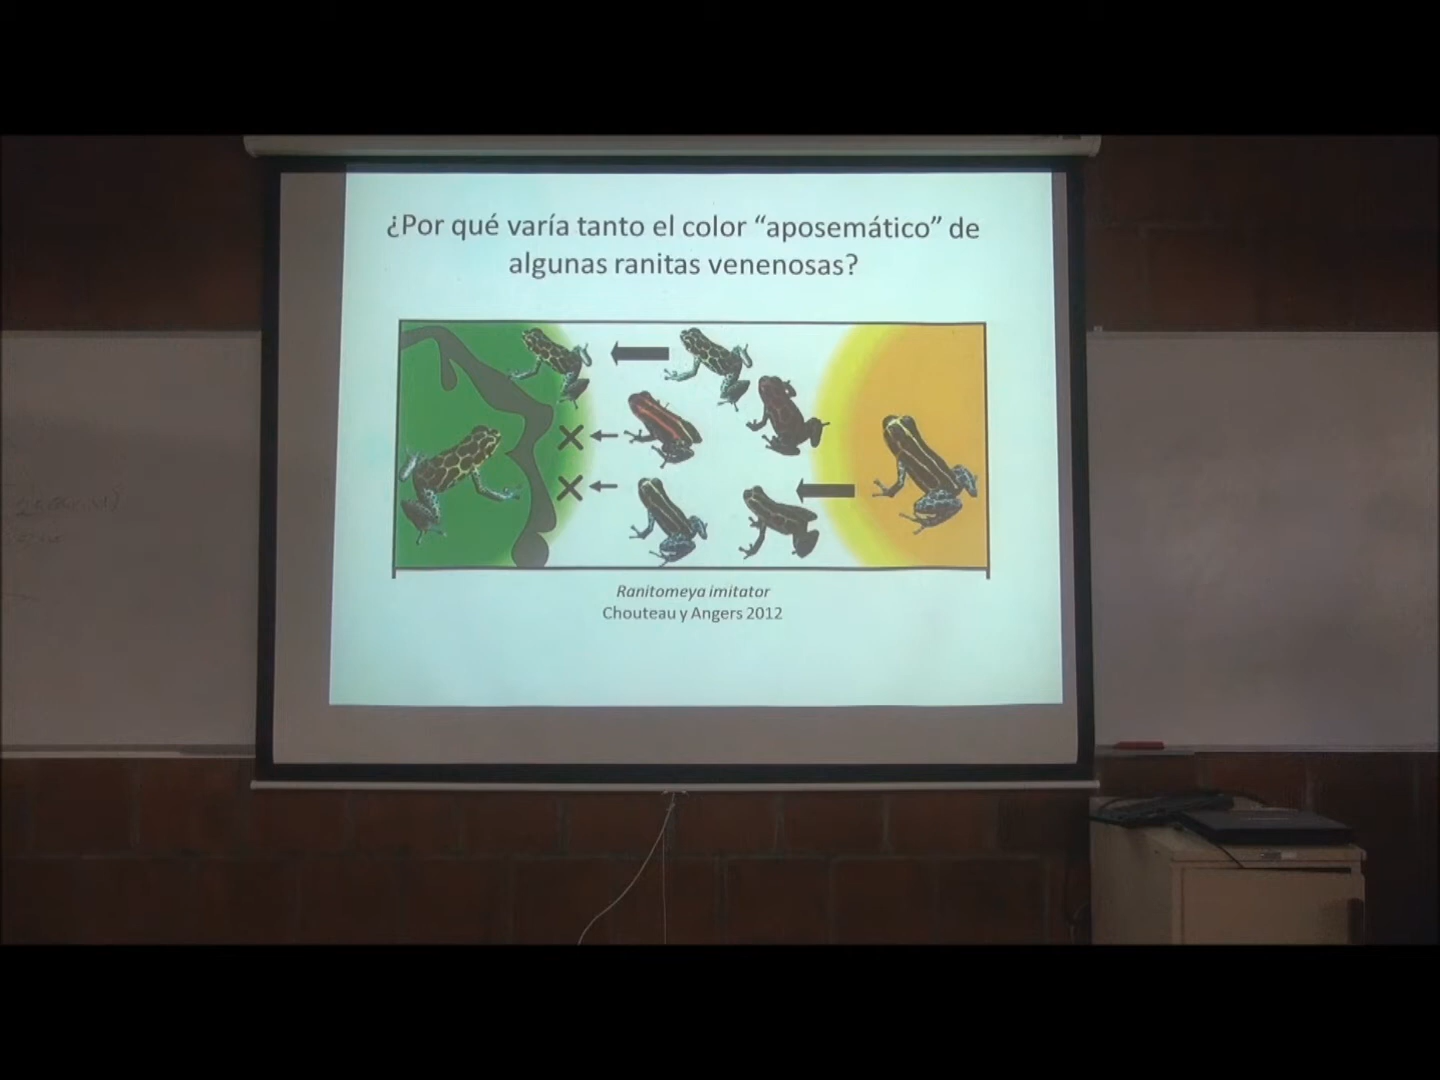 ¿Por qué varía tanto el color “aposemático” de
algunas ranitas venenosas?
Ranitomeya imitator
Chouteau y Angers 2012